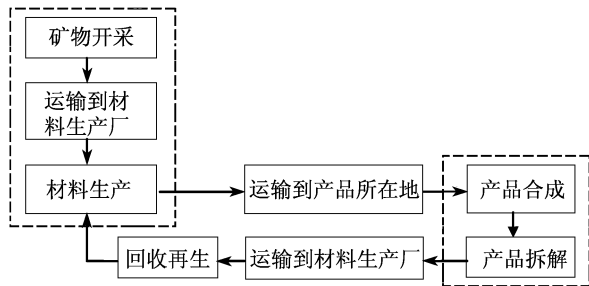 矿物开采
运输到材
料生产厂
材料生产
运输到产品所在地
产品合成
回收再生
运输到材料生产厂
产品拆解